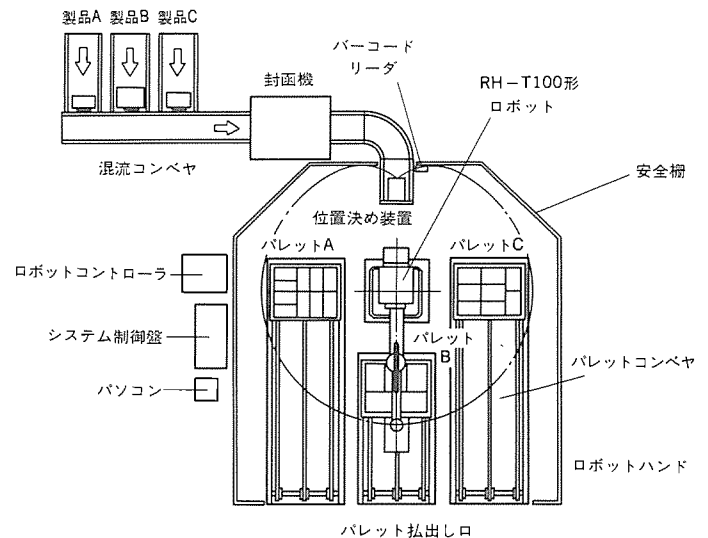 製品A 製品B 製品C
バーコード
リーダ
封函機
RH−T100形
ロボット
混流コンベヤ
安全柵
位置決め装置
パレットA
パレットC
ロボットコントローラ
システム制御盤
パレット
B
パレットコンベヤ
パソコン
ロボットハンド
パレット払出し口